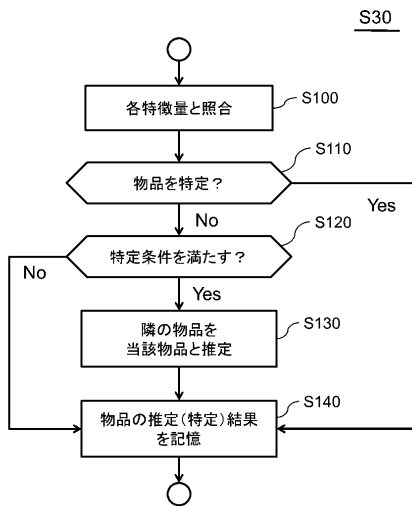 S30
各特徴量と照合
S100
物品を特定？
S110
Yes
No
特定条件を満たす？
S120
No
Yes
隣の物品を
当該物品と推定
S130
物品の推定（特定）結果
を記憶
S140